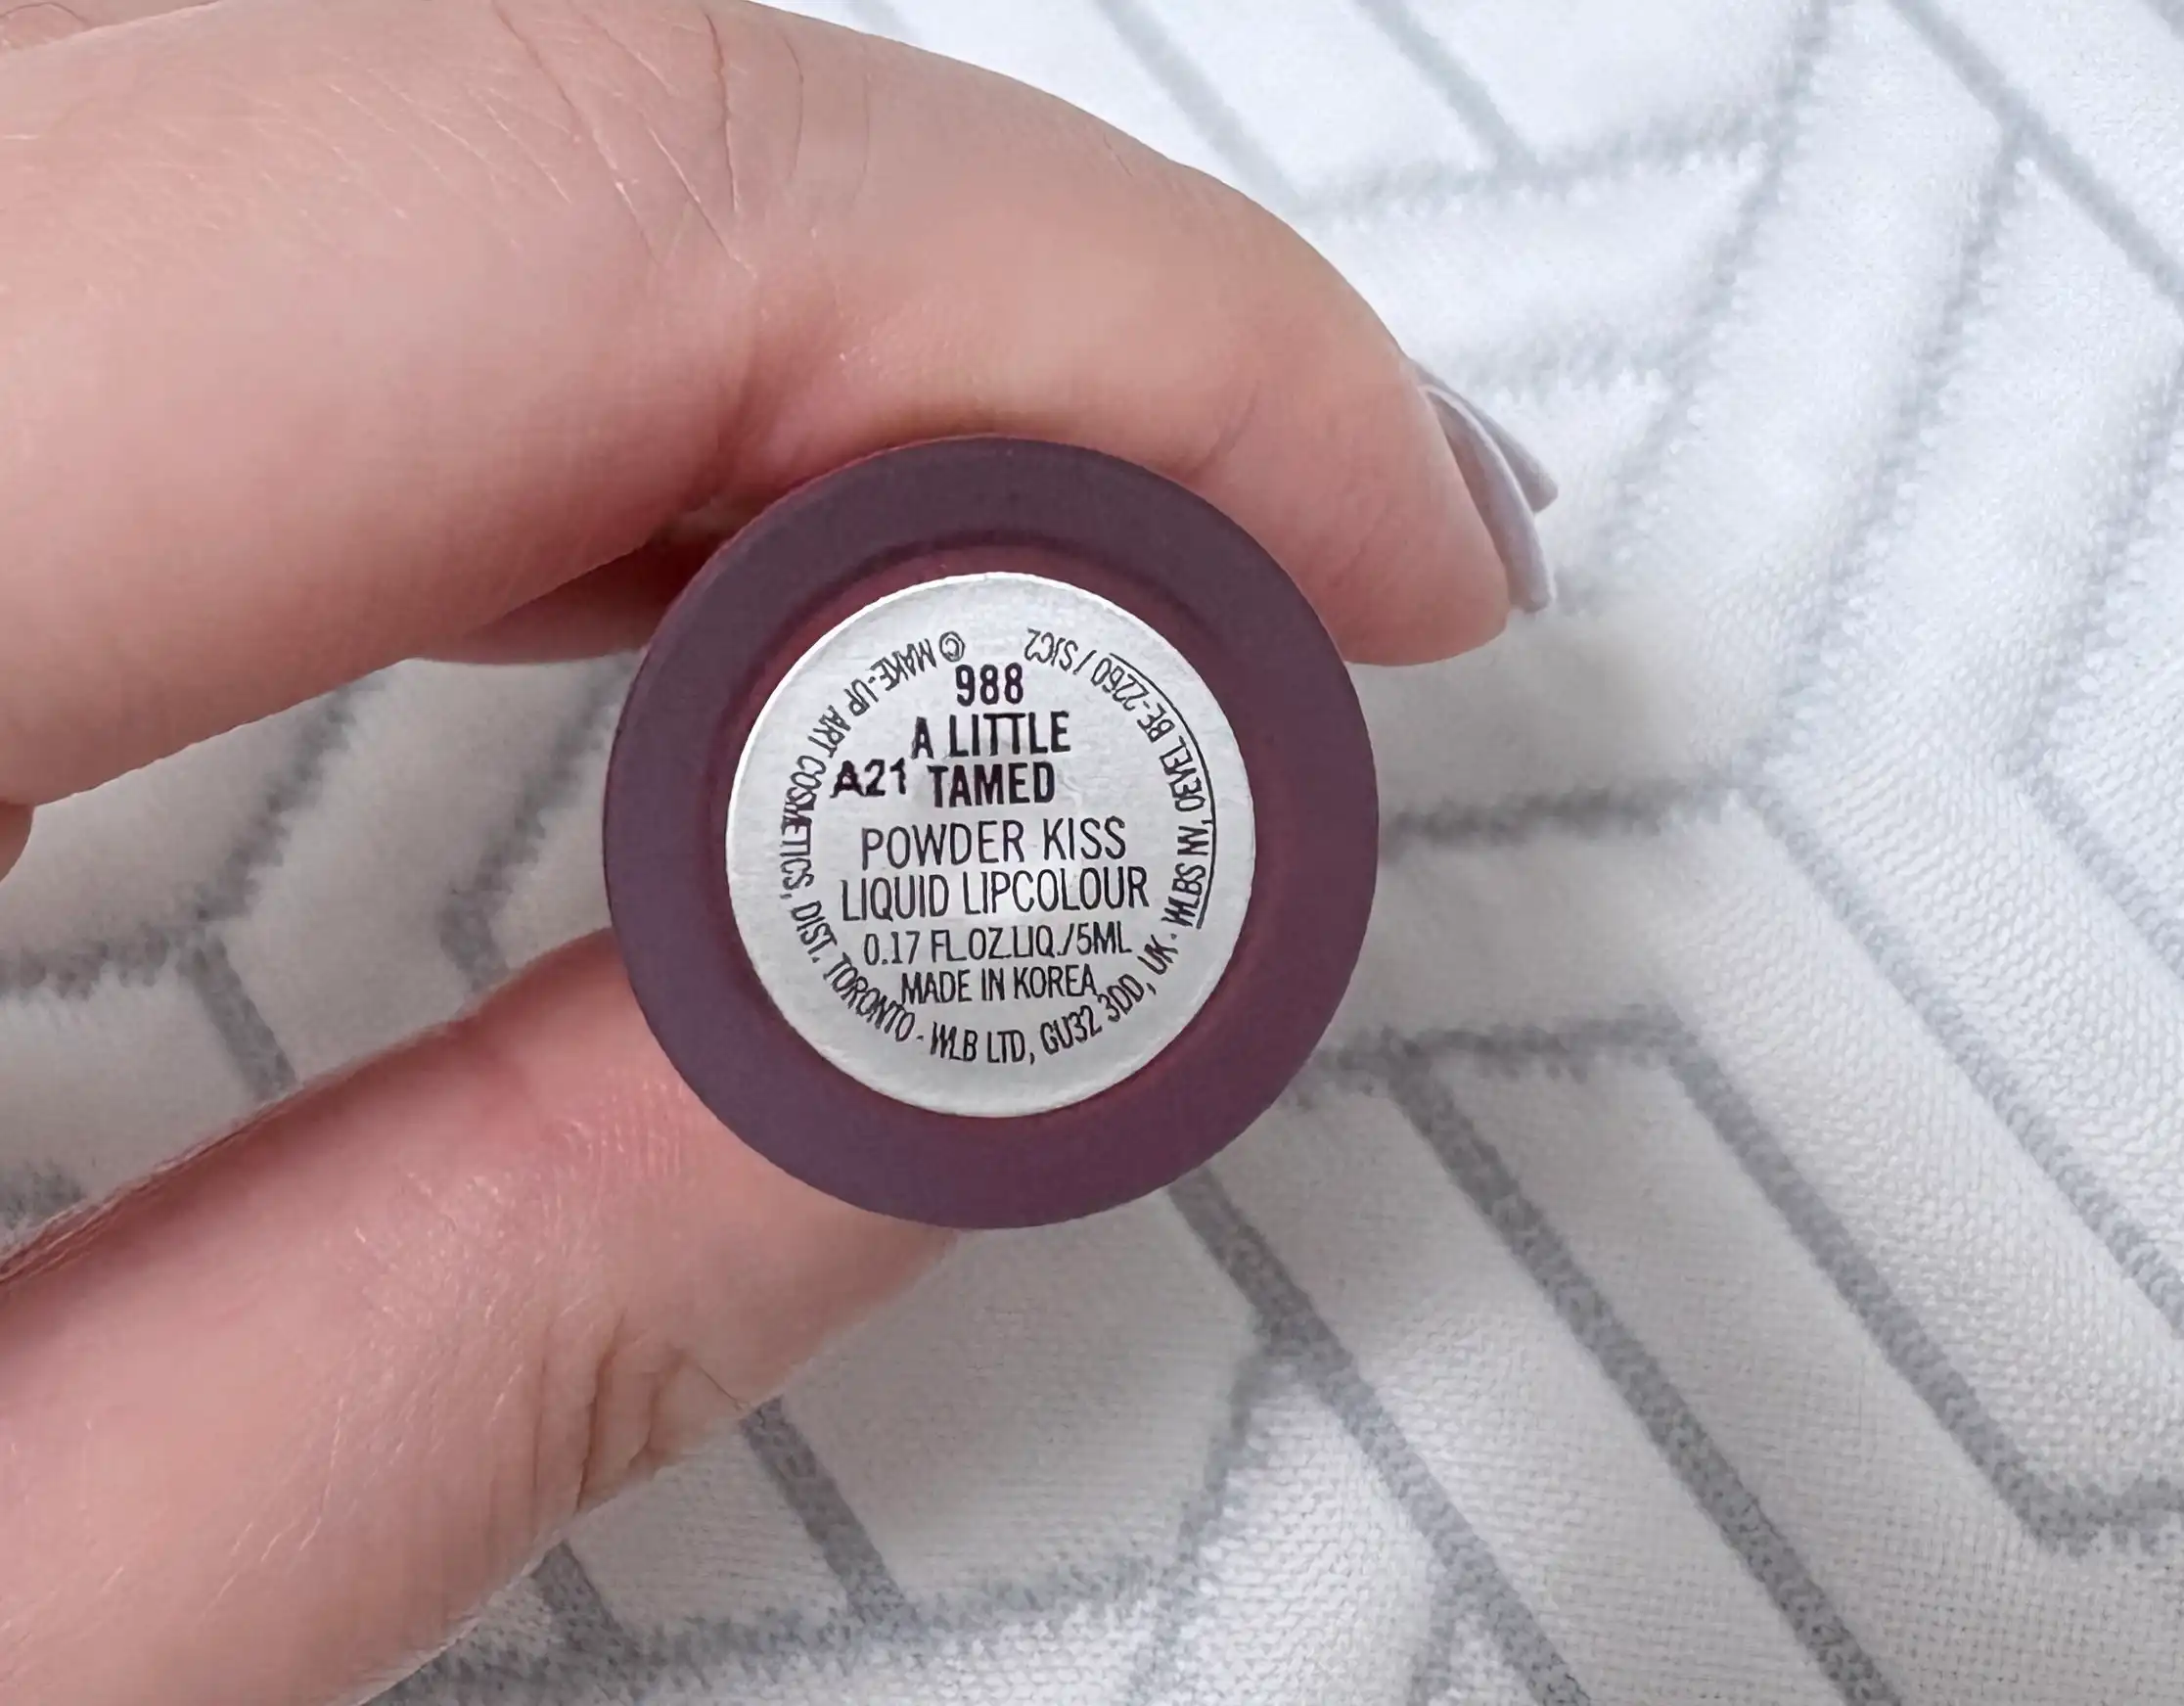 988
A LITTLE
A21 TAMED
POWDER KISS
LIQUID LIPCOLOUR
0.17 FL.OZ.LIQ./5ML
MADE IN KOREA
© MAKE-UP ART COSMETICS, DIST. TORONTO - WLB LTD, GU32 3DD, UK - WLBS NV, OEVEL BE-2260 / SJCZ